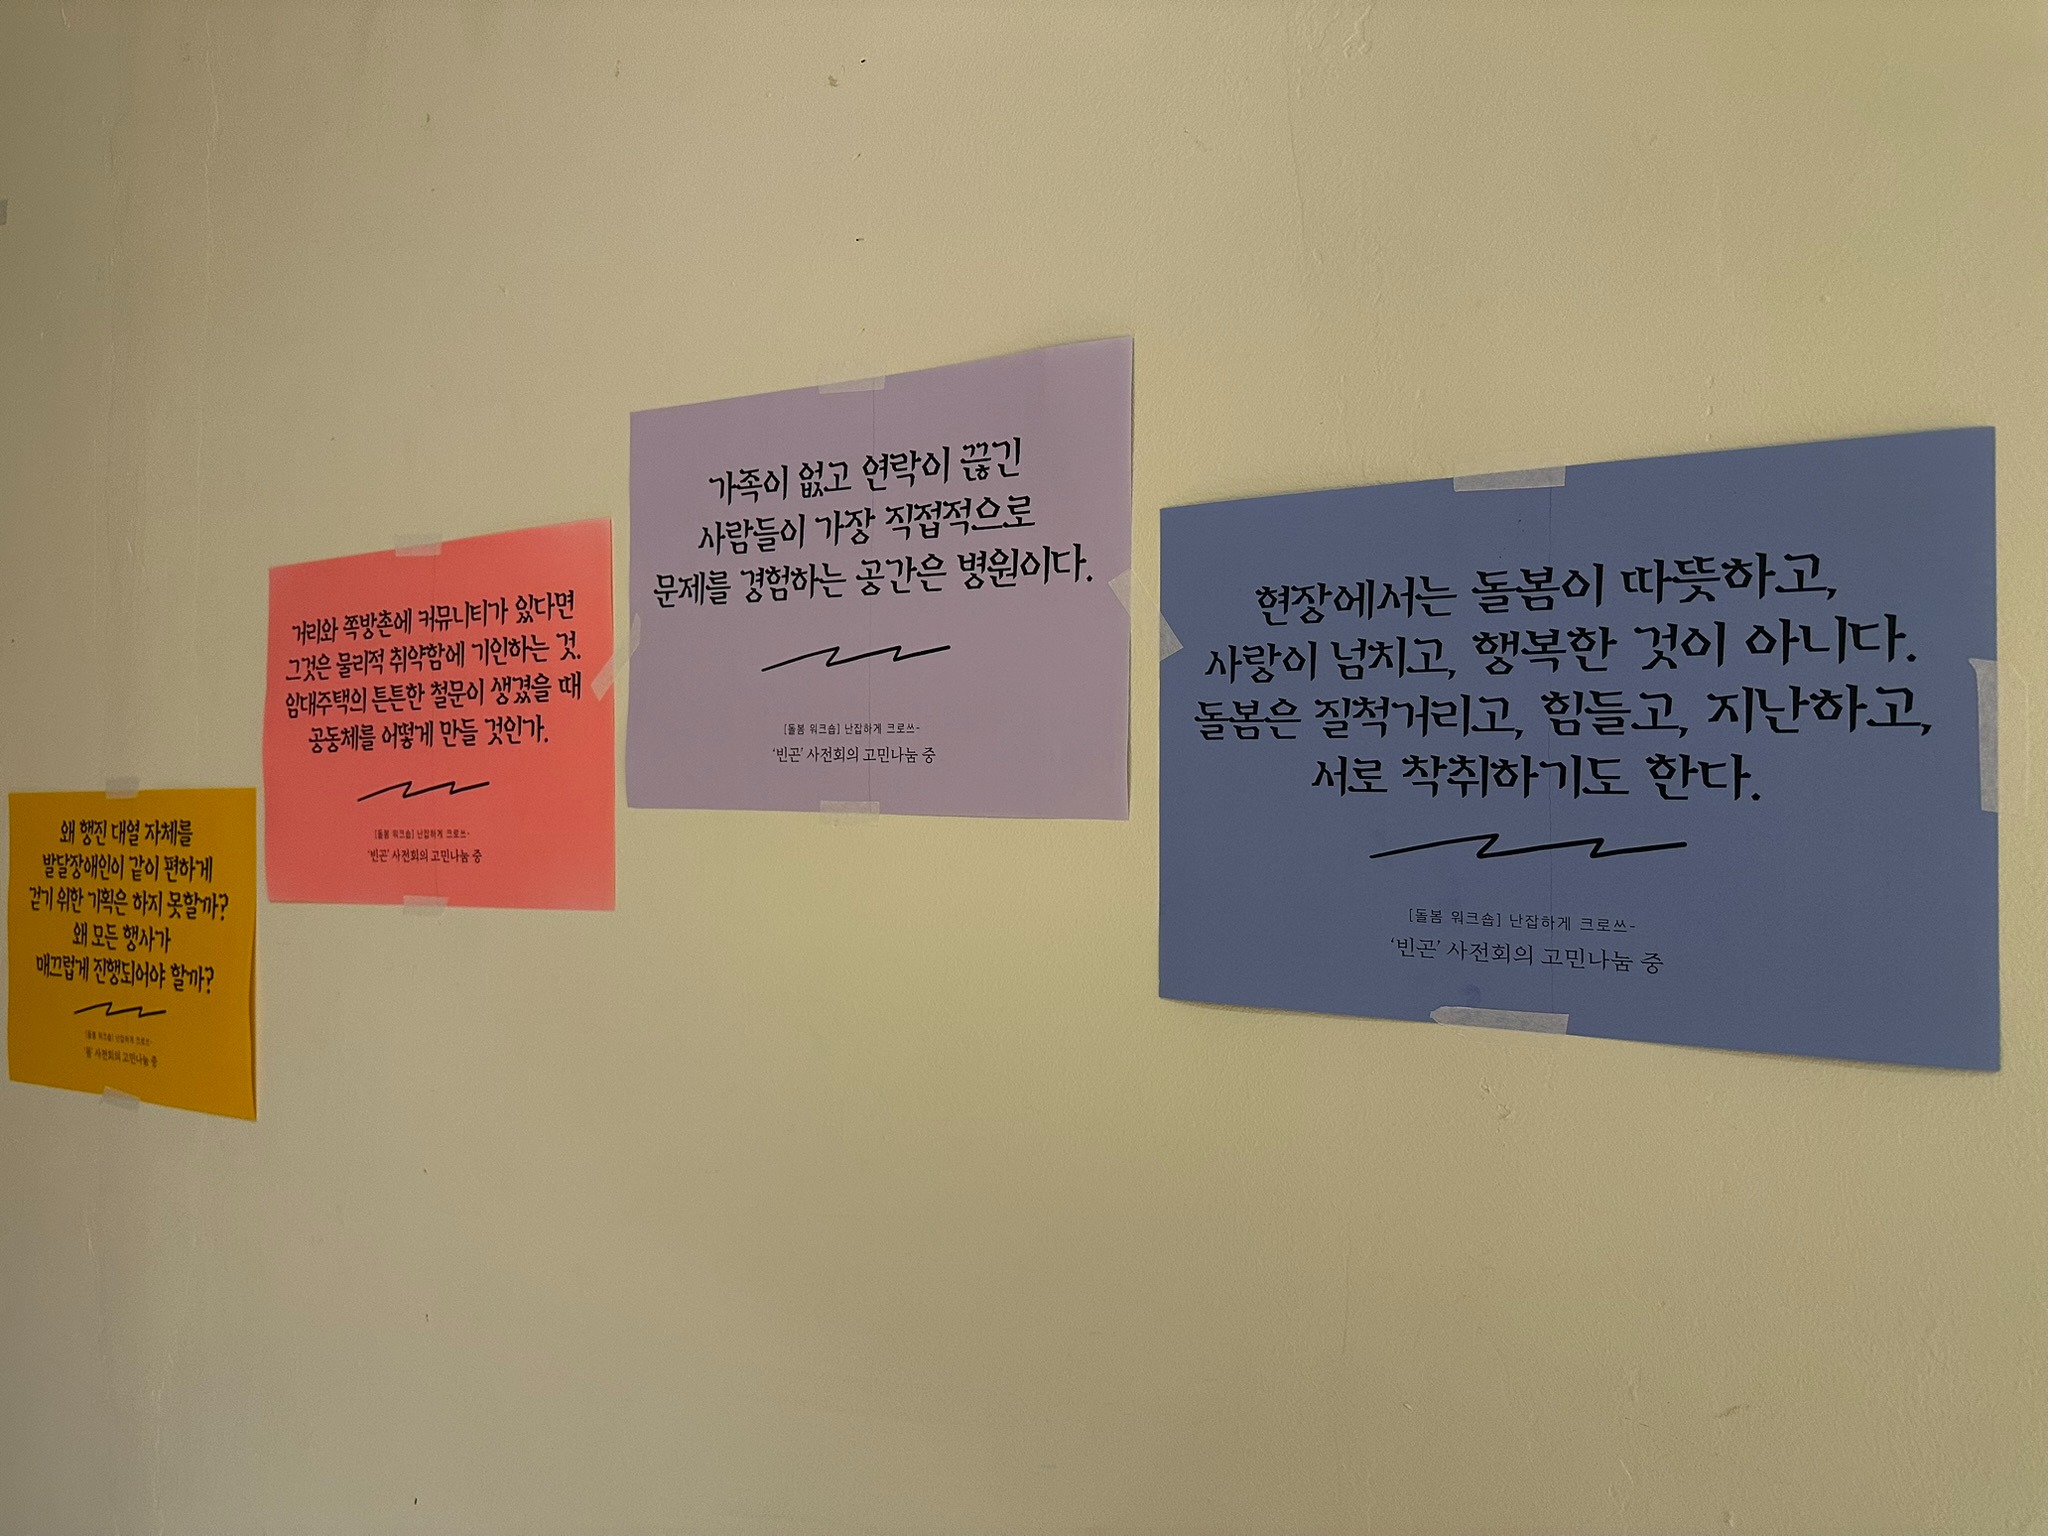 왜 행진 대열 자체를
발달장애인이 같이 편하게
걷기 위한 기획은 하지 못할까?
왜 모든 행사가
매끄럽게 진행되어야 할까?
[돌봄 워크숍] 난잡하게 크로쓰-
'몸' 사전회의 고민나눔 중
거리와 쪽방촌에 커뮤니티가 있다면
그것은 물리적 취약함에 기인하는 것.
임대주택의 튼튼한 철문이 생겼을 때
공동체를 어떻게 만들 것인가.
[돌봄 워크숍] 난잡하게 크로쓰-
'빈곤' 사전회의 고민나눔 중
가족이 없고 연락이 끊긴
사람들이 가장 직접적으로
문제를 경험하는 공간은 병원이다.
[돌봄 워크숍] 난잡하게 크로쓰-
'빈곤' 사전회의 고민나눔 중
현장에서는 돌봄이 따뜻하고,
사랑이 넘치고, 행복한 것이 아니다.
돌봄은 질척거리고, 힘들고, 지난하고,
서로 착취하기도 한다.
[돌봄 워크숍] 난잡하게 크로쓰-
'빈곤' 사전회의 고민나눔 중